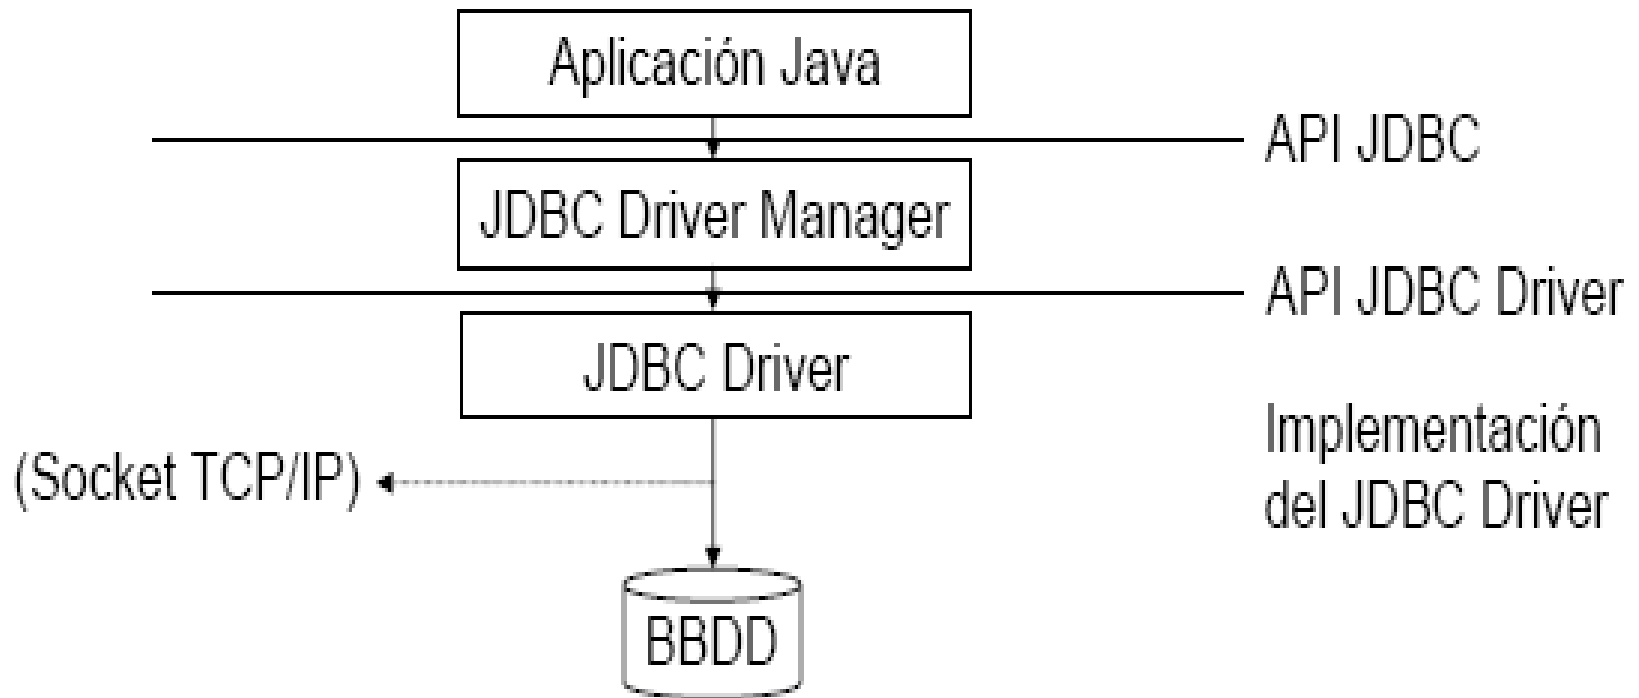 Aplicación Java
API JDBC
JDBC Driver Manager
API JDBC Driver
JDBC Driver
Implementación
del JDBC Driver
(Socket TCP/IP)
BBDD